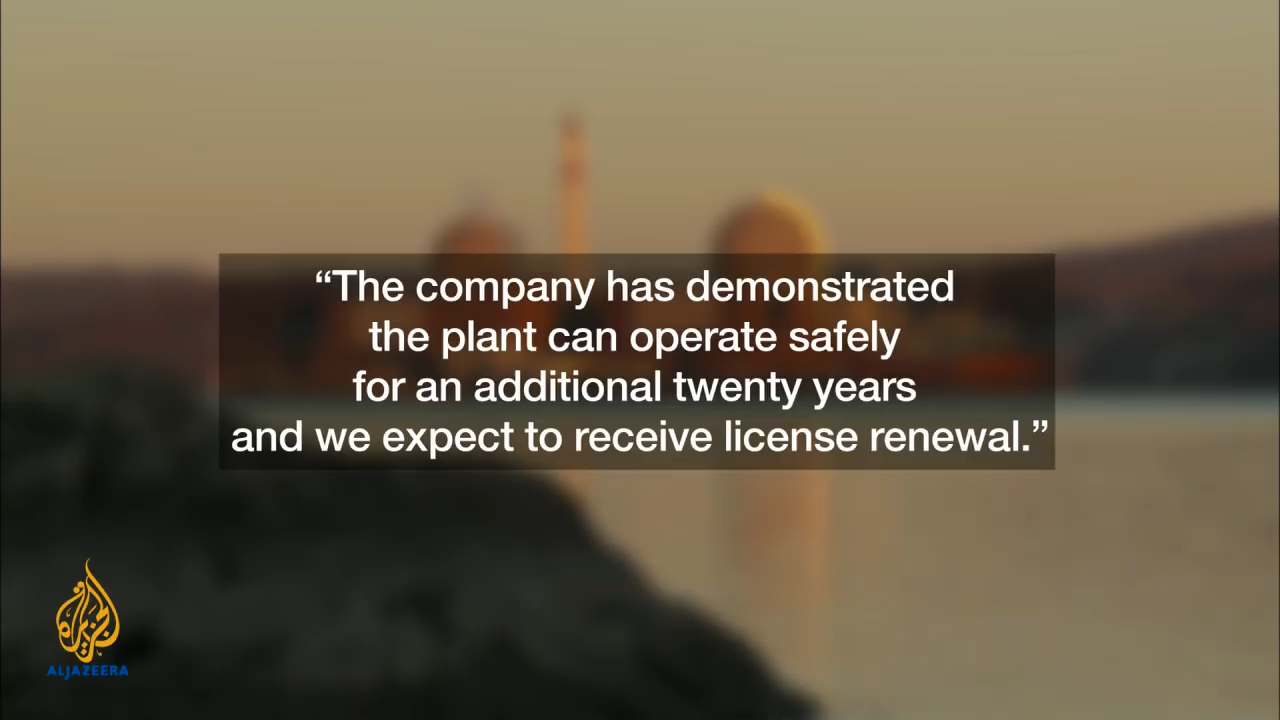 “The company has demonstrated
the plant can operate safely
for an additional twenty years
and we expect to receive license renewal.”
الجزيرة
ALJAZEERA